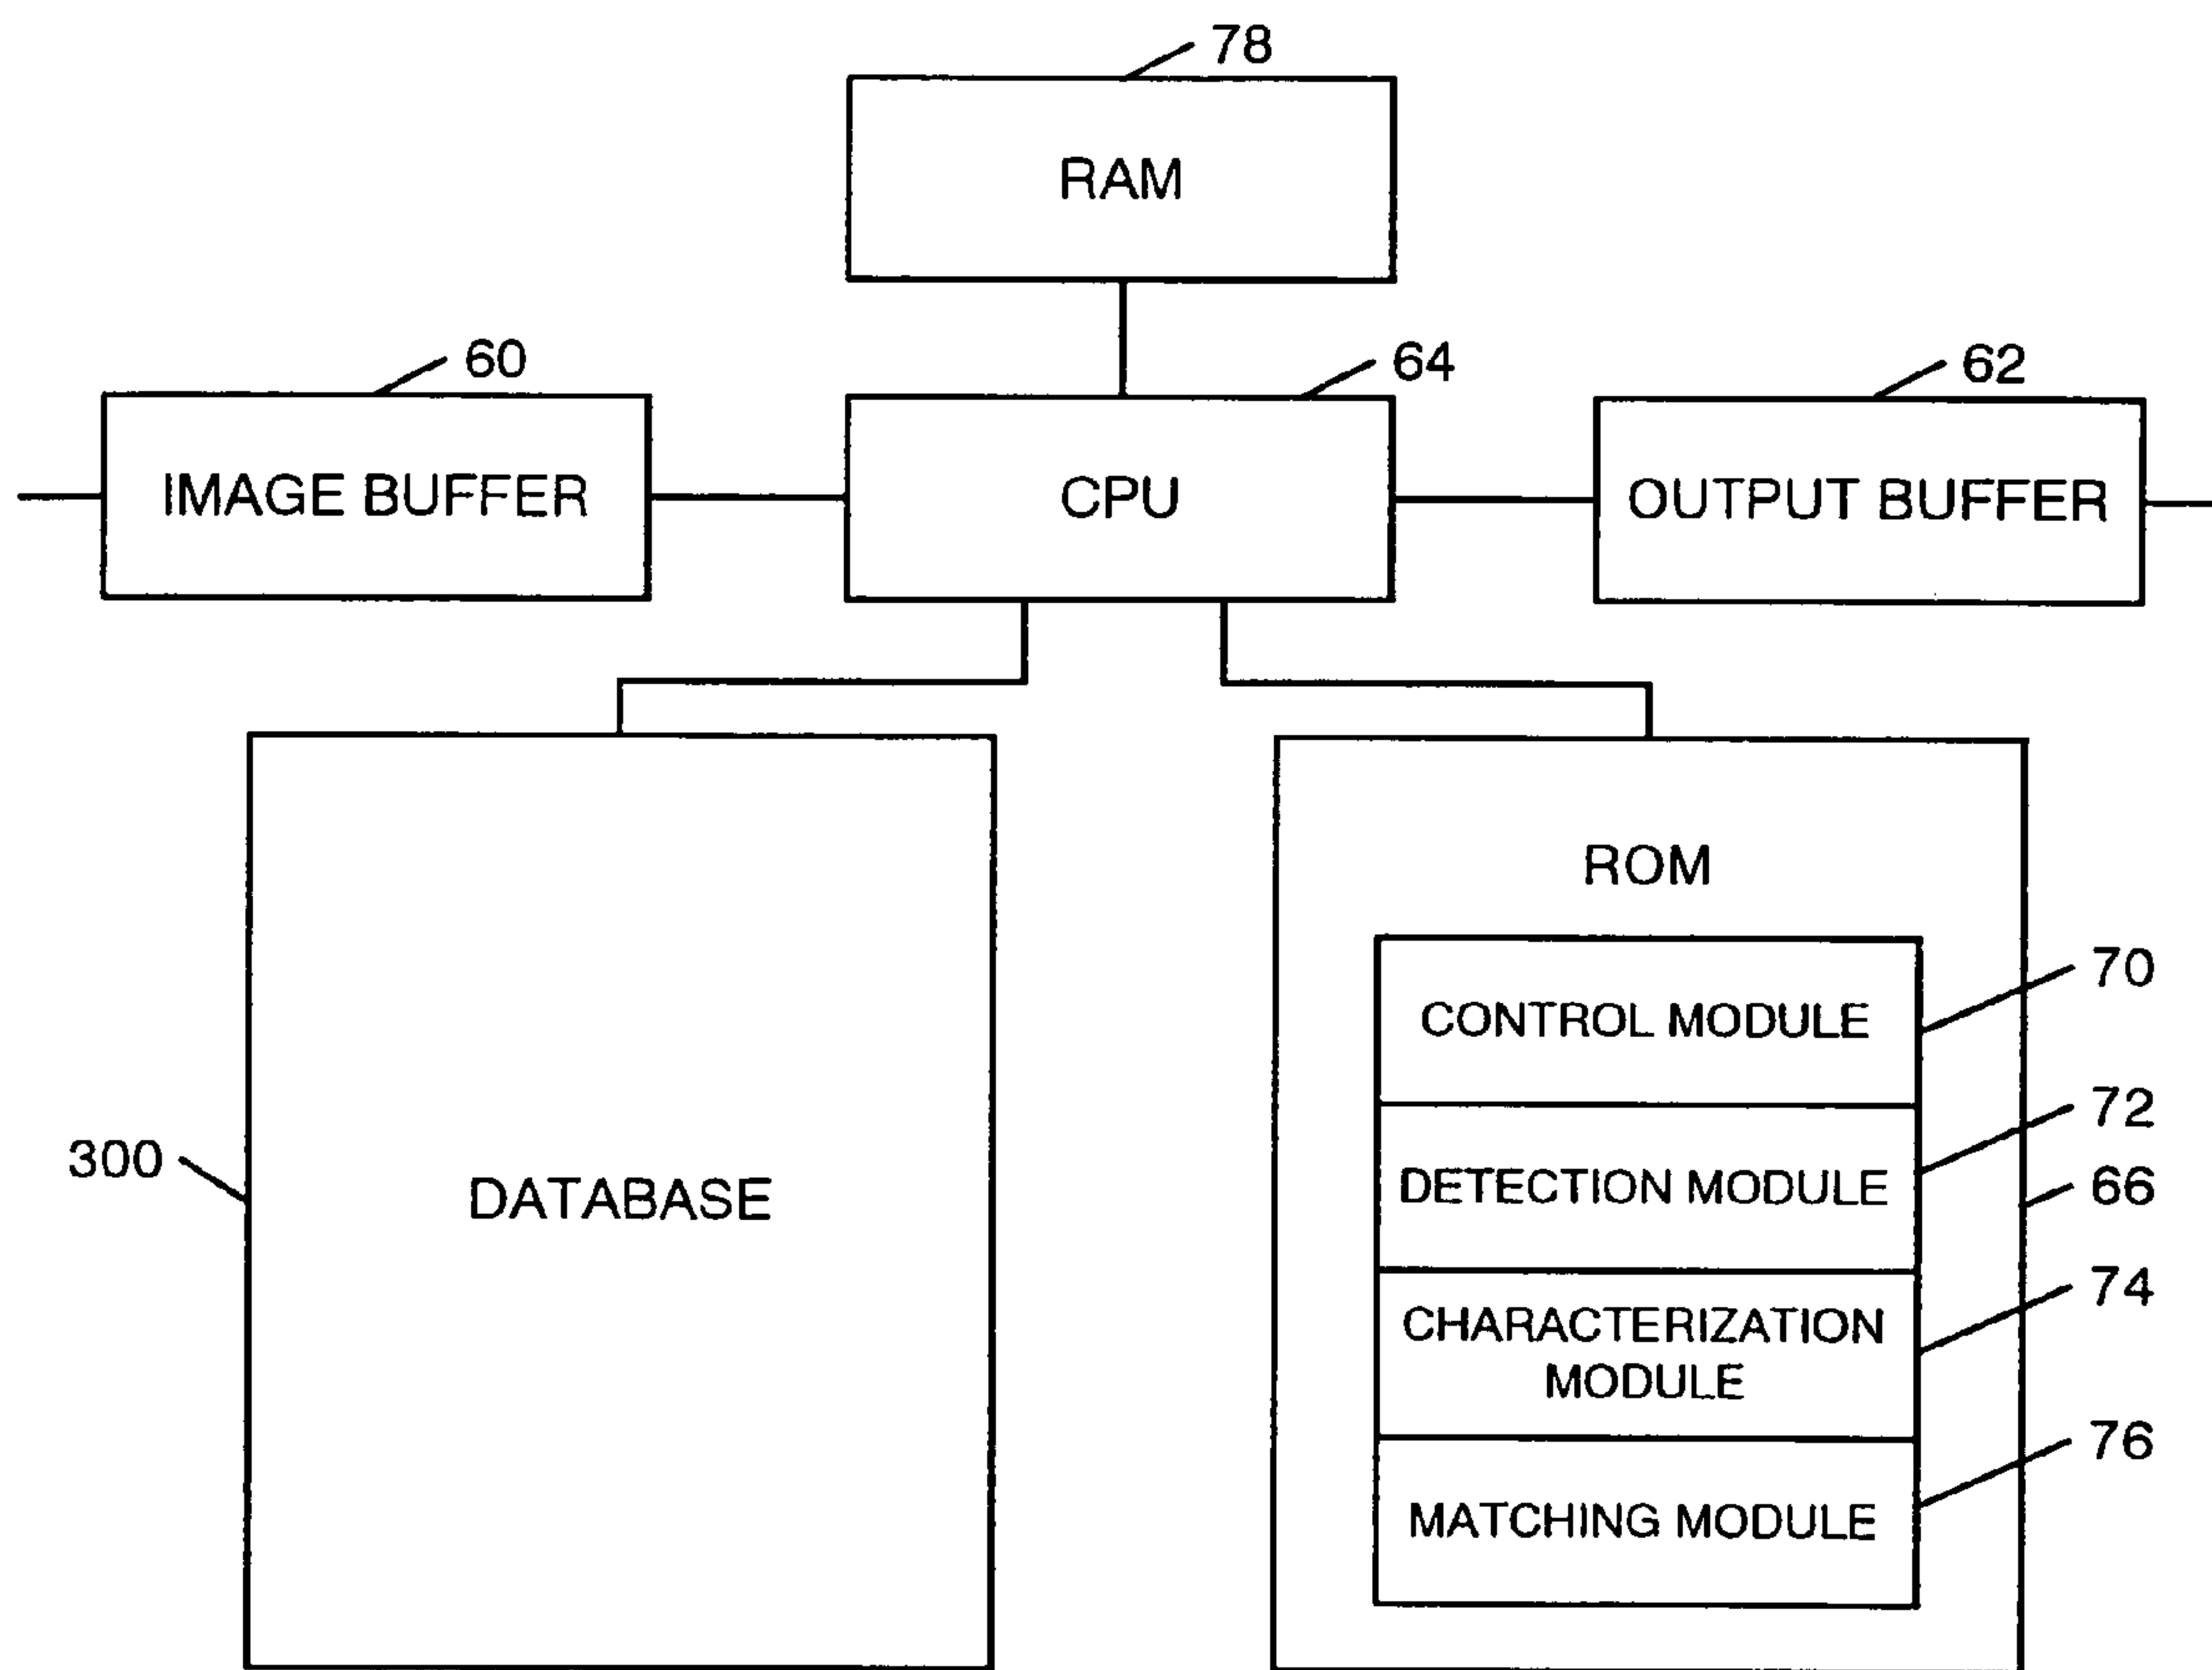 78
RAM
60
64
62
IMAGE BUFFER
CPU
OUTPUT BUFFER
ROM
70
CONTROL MODULE
72
300
DATABASE
DETECTION MODULE
66
74
CHARACTERIZATION
MODULE
76
MATCHING MODULE